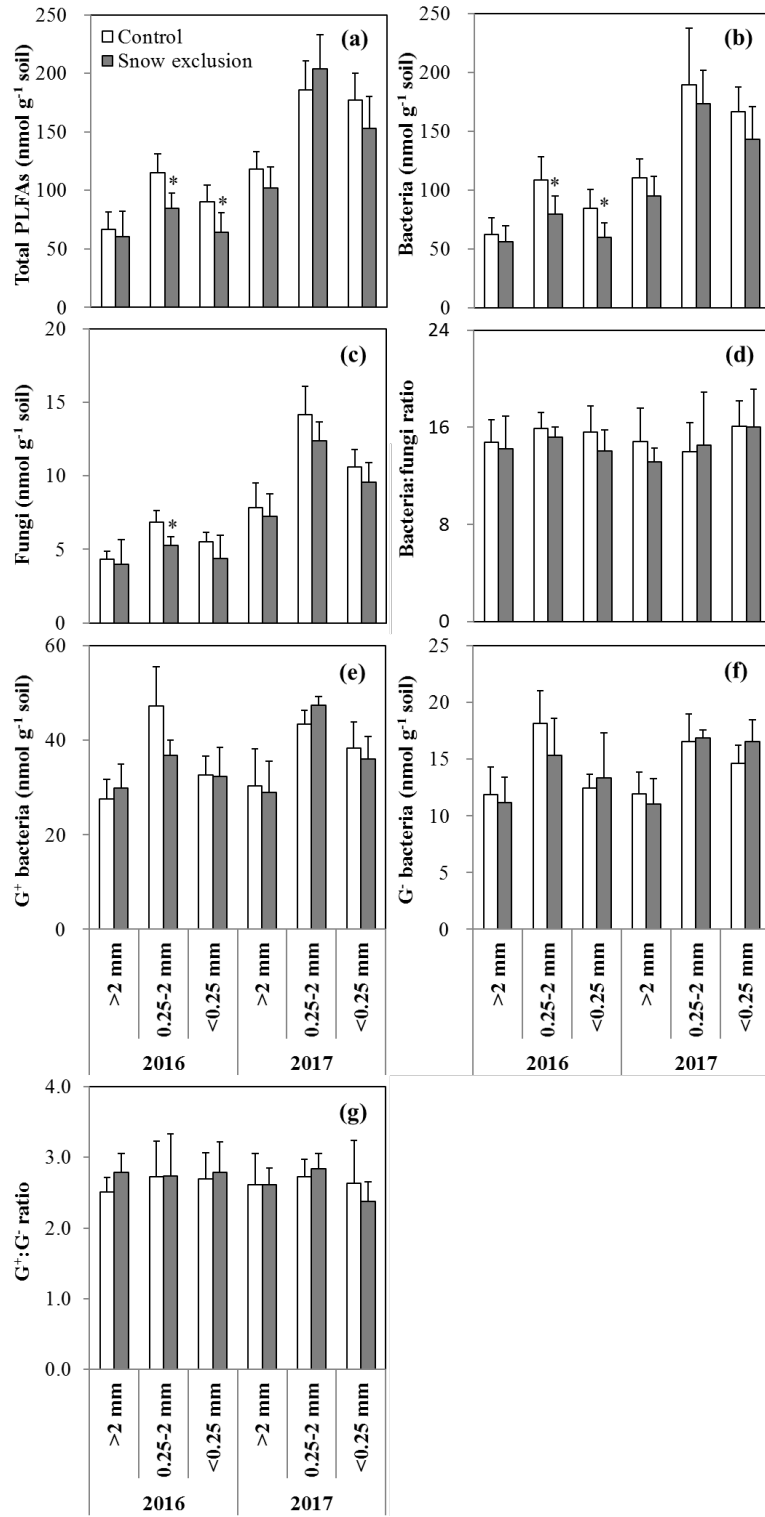 250
200
150
100
50
0
Total PLFAs (nmol g⁻¹ soil)
Control
Snow exclusion
(a)
*
*
250
200
150
100
50
0
Bacteria (nmol g⁻¹ soil)
(b)
*
*
20
15
10
5
0
Fungi (nmol g⁻¹ soil)
(c)
*
24
16
8
0
Bacteria:fungi ratio
(d)
60
40
20
0
G⁺ bacteria (nmol g⁻¹ soil)
(e)
25
20
15
10
5
0
G⁻ bacteria (nmol g⁻¹ soil)
(f)
>2 mm
0.25-2 mm
<0.25 mm
>2 mm
0.25-2 mm
<0.25 mm
2016
2017
>2 mm
0.25-2 mm
<0.25 mm
>2 mm
0.25-2 mm
<0.25 mm
2016
2017
4.0
3.0
2.0
1.0
0.0
G⁺:G⁻ ratio
(g)
>2 mm
0.25-2 mm
<0.25 mm
>2 mm
0.25-2 mm
<0.25 mm
2016
2017